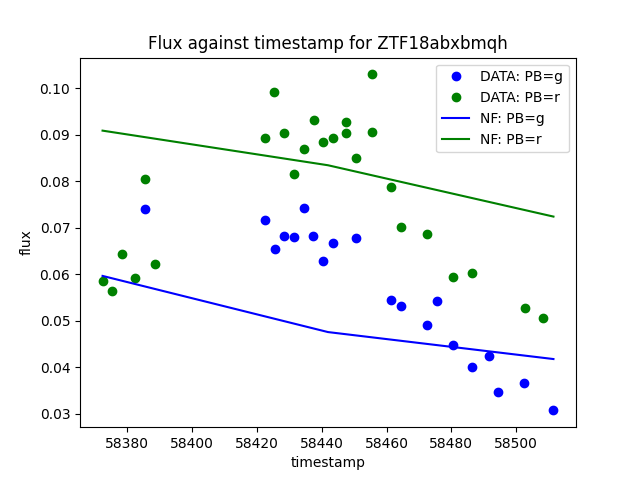 Flux against timestamp for ZTF18abxbmqh
DATA: PB=g
DATA: PB=r
NF: PB=g
NF: PB=r
flux
0.10
0.09
0.08
0.07
0.06
0.05
0.04
0.03
58380 58400 58420 58440 58460 58480 58500
timestamp